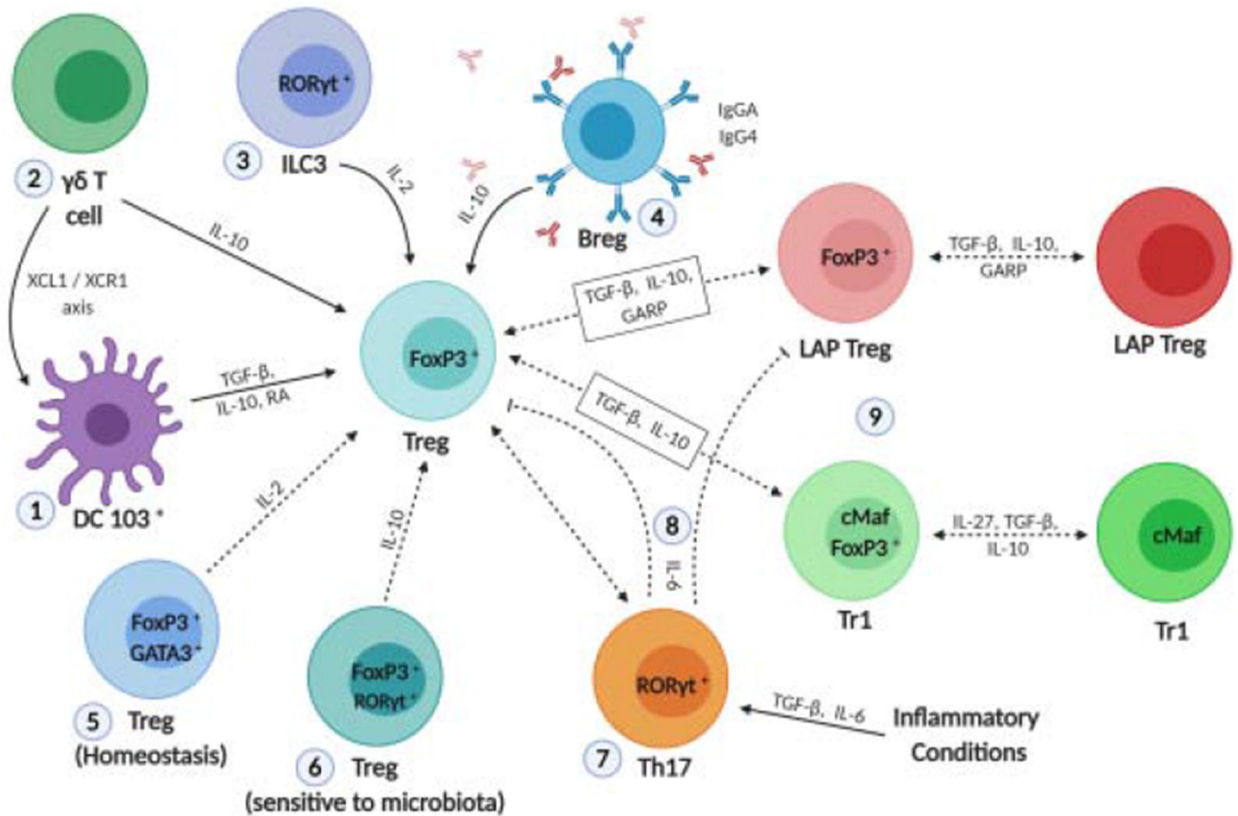 RORγt +
IgGA
IgG4
3
ILC3
2
γδ T
cell
IL-2
IL-10
4
Breg
IL-10
XCL1 / XCR1
axis
FoxP3 +
TGF-β, IL-10,
GARP
TGF-β, IL-10,
GARP
LAP Treg
LAP Treg
FoxP3 +
Treg
TGF-β,
IL-10, RA
TGF-β, IL-10
9
1
DC 103 +
IL-2
IL-10
8
IL-6
cMaf
FoxP3 +
IL-27, TGF-β,
IL-10
cMaf
Tr1
Tr1
FoxP3 +
GATA3 +
5
Treg
(Homeostasis)
FoxP3 +
RORγt +
6
Treg
(sensitive to microbiota)
RORγt +
7
Th17
TGF-β, IL-6
Inflammatory
Conditions